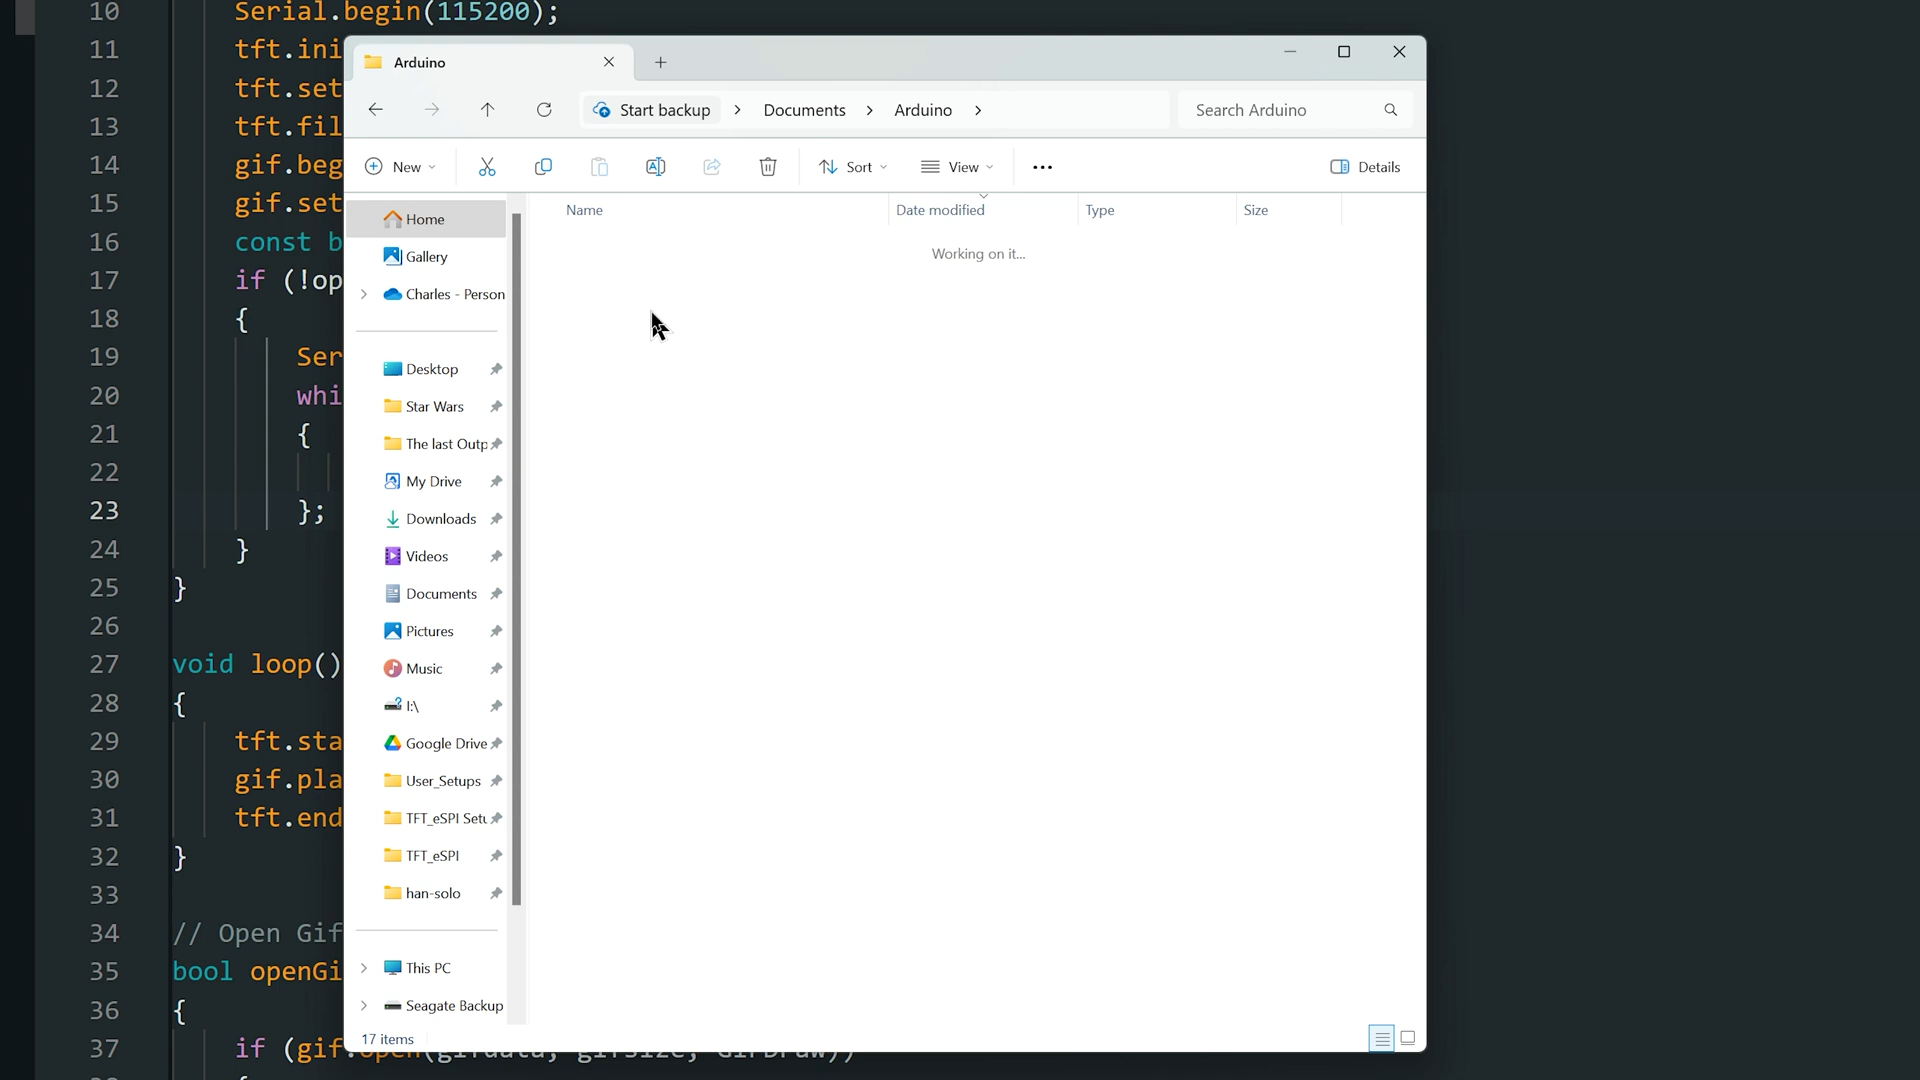 10 Serial.begin(115200);
11 tft.ini
12 tft.set
13 tft.fil
14 gif.beg
15 gif.set
16 const b
17 if (!op
18 {
19 Ser
20 whi
21 {
22
23 };
24 }
25 }
26
27 void loop()
28 {
29 tft.sta
30 gif.pla
31 tft.end
32 }
33
34 // Open Gif
35 bool openGi
36 {
37 if (gif.open(gifdata, gifsize, GIFDraw))
{
Arduino
Start backup > Documents > Arduino >
Search Arduino
New
Sort
View
Details
Name Date modified Type Size
Working on it...
Home
Gallery
Charles - Person
Desktop
Star Wars
The last Outp
My Drive
Downloads
Videos
Documents
Pictures
Music
I:\
Google Drive
User_Setups
TFT_eSPI Setu
TFT_eSPI
han-solo
This PC
Seagate Backup
17 items